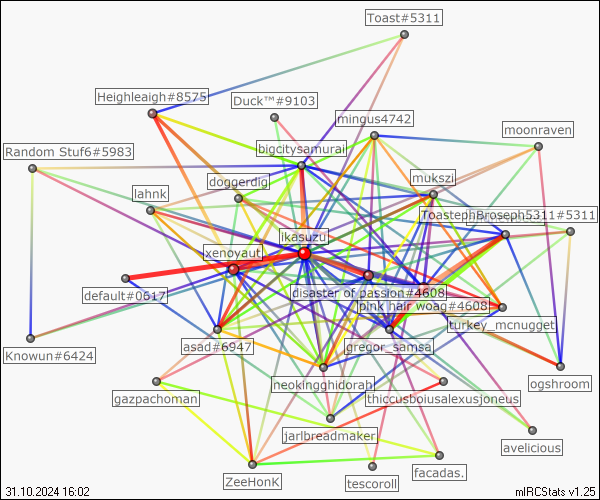 Toast#5311
Heighleaigh#8575
Duck™#9103
mingus4742
moonraven
bigcitysamurai
Random Stuf6#5983
mukszi
doggerdig
lahnk
Toastephbroseph5311#5311
ikasuzu
xenoyaut
disaster of passion#4608
default#0617
pink hair woag#4608
turkey_mcnugget
asad#6947
gregor_samsa
Knowun#6424
neokingghidorah
ogshroom
gazpachoman
thiccusboiusalexusjoneus
jarlbreadmaker
avelicious
facadas.
ZeeHonK
tescoroll
31.10.2024 16:02
mIRCStats v1.25